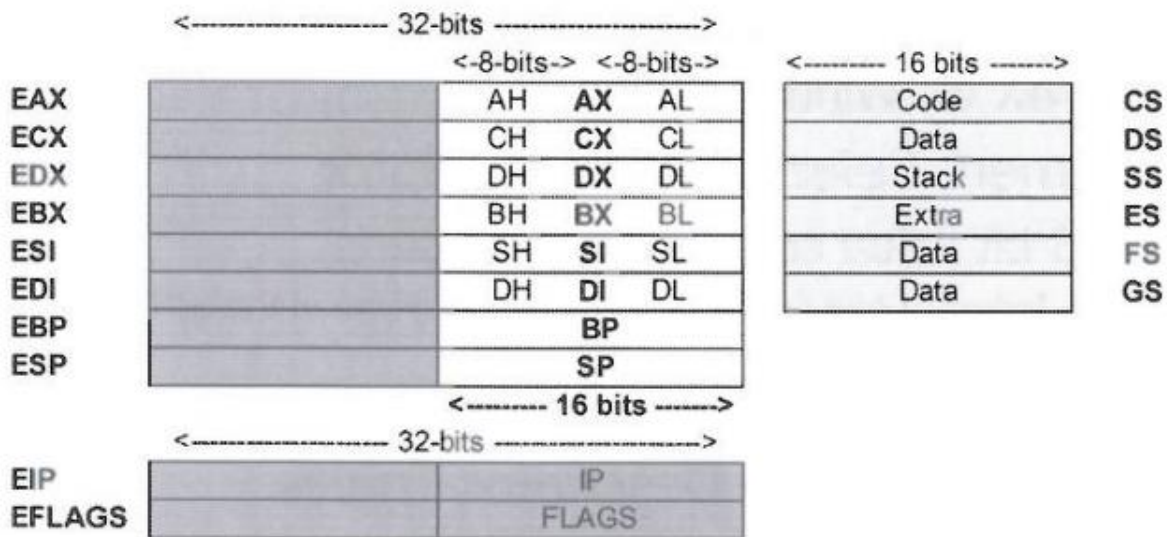 <---------------- 32-bits ----------------->
<-8-bits-> <-8-bits-> <--------- 16 bits ------->
EAX AH AX AL Code CS
ECX CH CX CL Data DS
EDX DH DX DL Stack SS
EBX BH BX BL Extra ES
ESI SH SI SL Data FS
EDI DH DI DL Data GS
EBP BP
ESP SP
<--------- 16 bits ------->
<---------------- 32-bits ----------------->
EIP IP
EFLAGS FLAGS